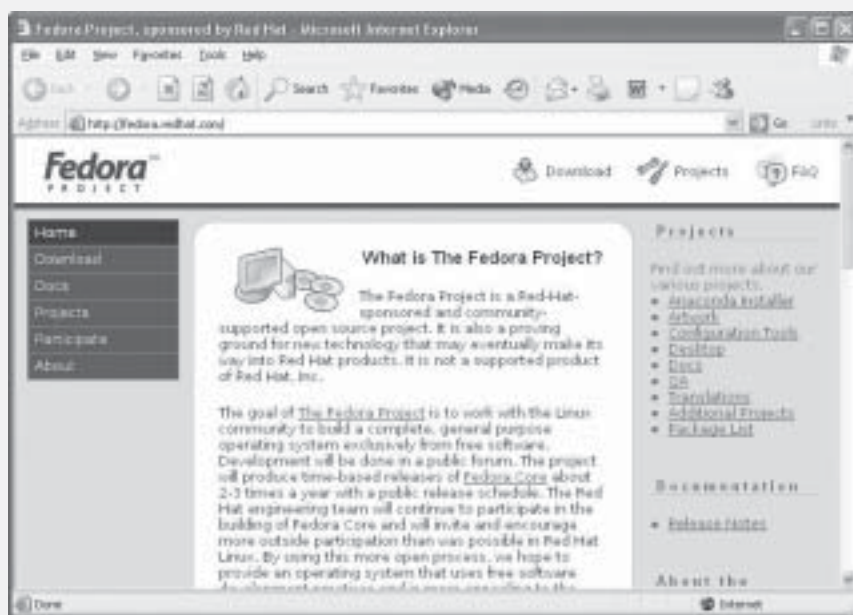 Fedora Project, sponsored by Red Hat - Microsoft Internet Explorer
File Edit View Favorites Tools Help
Back Search Favorites Media
Address http://fedora.redhat.com/ Go Links
Fedora™
PROJECT
Download Projects FAQ
Home
Download
Docs
Projects
Participate
About
What is The Fedora Project?
The Fedora Project is a Red-Hat-
sponsored and community-
supported open source project. It is also a proving
ground for new technology that may eventually make its
way into Red Hat products. It is not a supported product
of Red Hat, Inc.
The goal of The Fedora Project is to work with the Linux
community to build a complete, general purpose
operating system exclusively from free software.
Development will be done in a public forum. The project
will produce time-based releases of Fedora Core about
2-3 times a year with a public release schedule. The Red
Hat engineering team will continue to participate in the
building of Fedora Core and will invite and encourage
more outside participation than was possible in Red Hat
Linux. By using this more open process, we hope to
provide an operating system that uses free software
Projects
Find out more about our
various projects.
Anaconda Installer
Artwork
Configuration Tools
Desktop
Docs
QA
Translations
Additional Projects
Package List
Documentation
Release Notes
About the
Done Internet